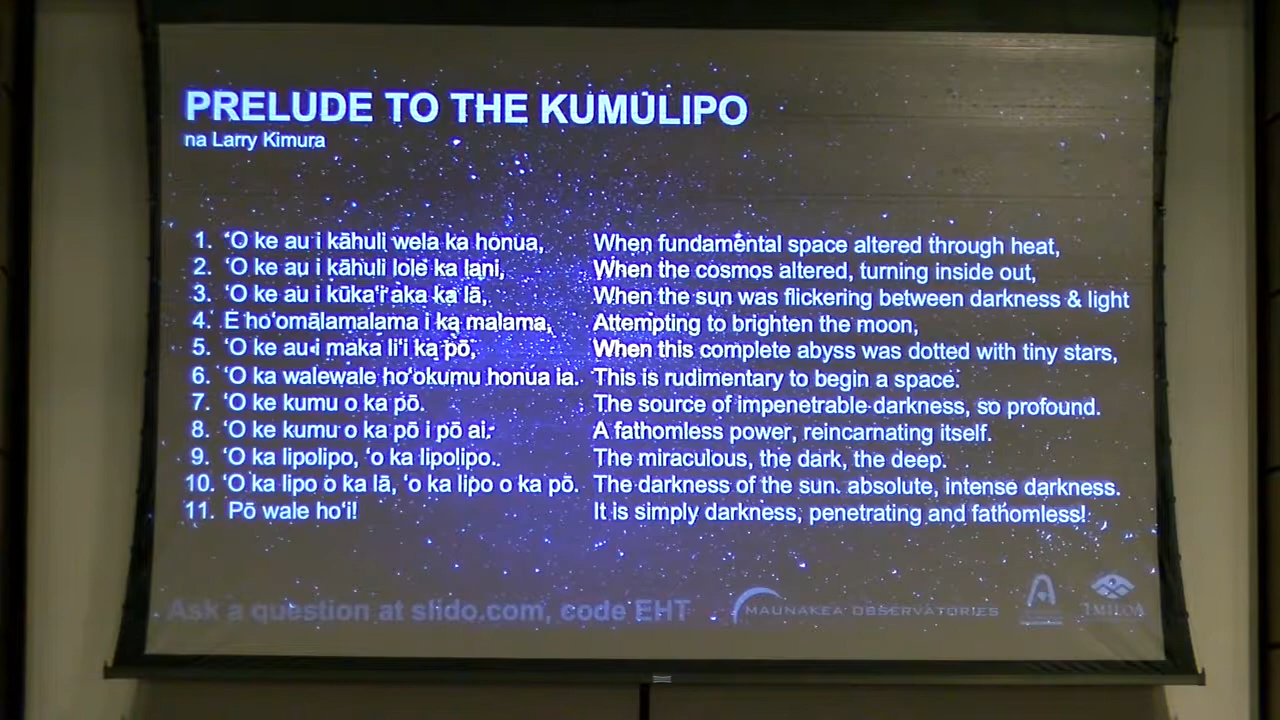 PRELUDE TO THE KUMULIPO
na Larry Kimura
1. ʻO ke au i kāhuli wela ka honua, When fundamental space altered through heat,
2. ʻO ke au i kāhuli lole ka lani, When the cosmos altered, turning inside out,
3. ʻO ke au i kūkaʻiʻaka ka lā, When the sun was flickering between darkness & light
4. E hoʻomālamalama i ka malama, Attempting to brighten the moon,
5. ʻO ke au i maka liʻi ka pō, When this complete abyss was dotted with tiny stars,
6. ʻO ka walewale hoʻokumu honua ia. This is rudimentary to begin a space.
7. ʻO ke kumu o ka pō. The source of impenetrable darkness, so profound.
8. ʻO ke kumu o ka pō i pō ai. A fathomless power, reincarnating itself.
9. ʻO ka lipolipo, ʻo ka lipolipo. The miraculous, the dark, the deep.
10. ʻO ka lipo o ka lā, ʻo ka lipo o ka pō. The darkness of the sun. absolute, intense darkness.
11. Pō wale hoʻi! It is simply darkness, penetrating and fathomless!
Ask a question at slido.com, code EHT MAUNAKEA OBSERVATORIES ʻIMILOA